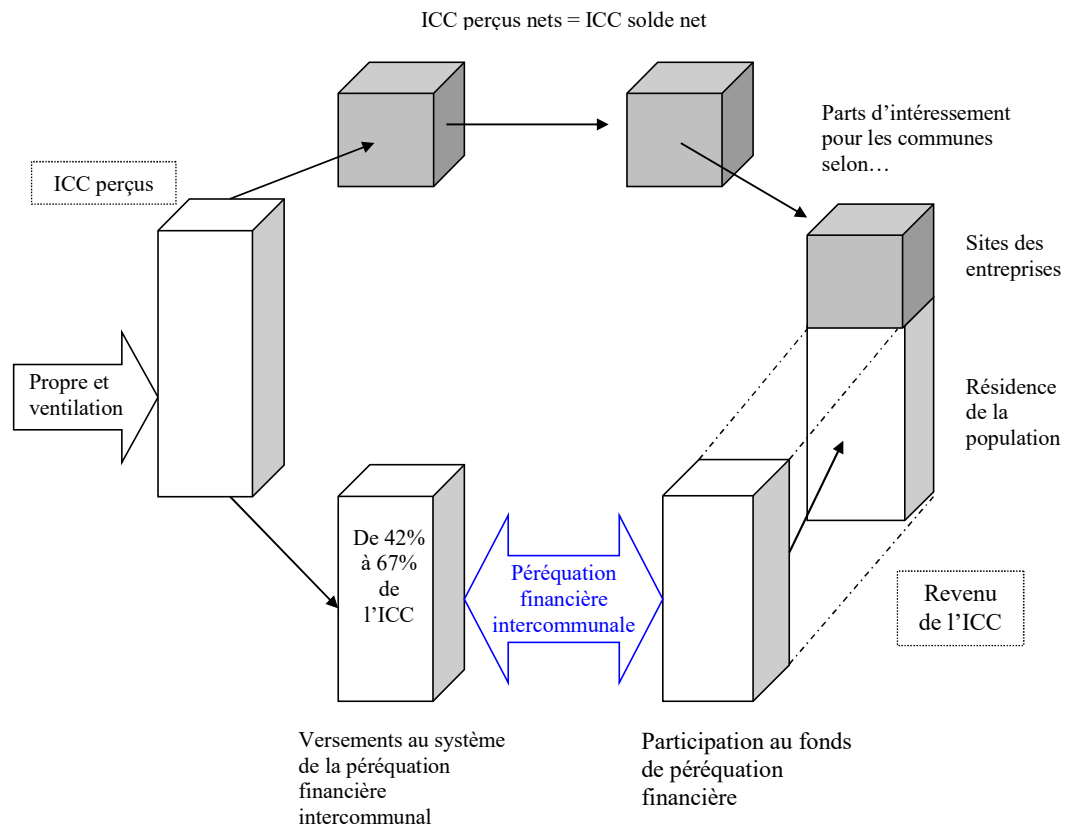 ICC perçus nets = ICC solde net
Parts d’intéressement
pour les communes
selon…
ICC perçus
Sites des
entreprises
Propre et
ventilation
Résidence
de la
population
De 42%
à 67%
de
l’ICC
Péréquation
financière
intercommunale
Revenu
de l’ICC
Versements au système
de la péréquation
financière
intercommunal
Participation au fonds
de péréquation
financière